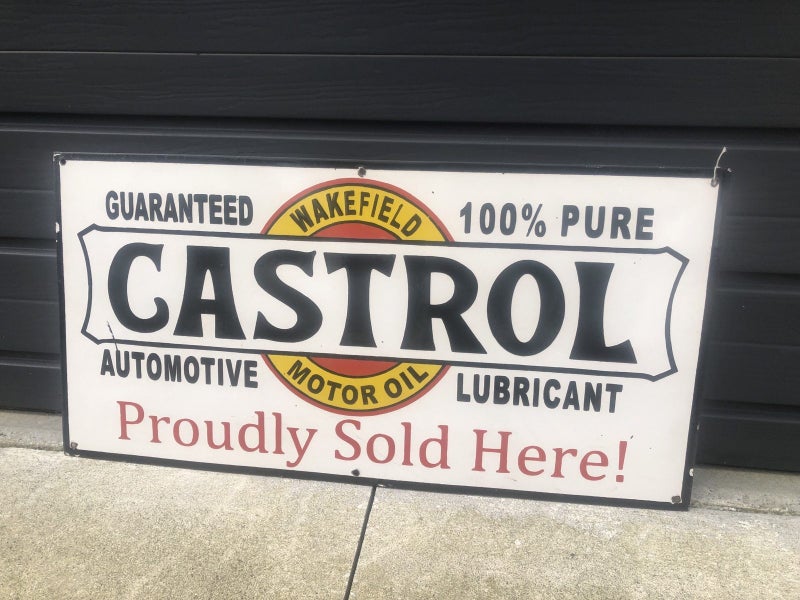 GUARANTEED WAKEFIELD 100% PURE
CASTROL
AUTOMOTIVE MOTOR OIL LUBRICANT
Proudly Sold Here!